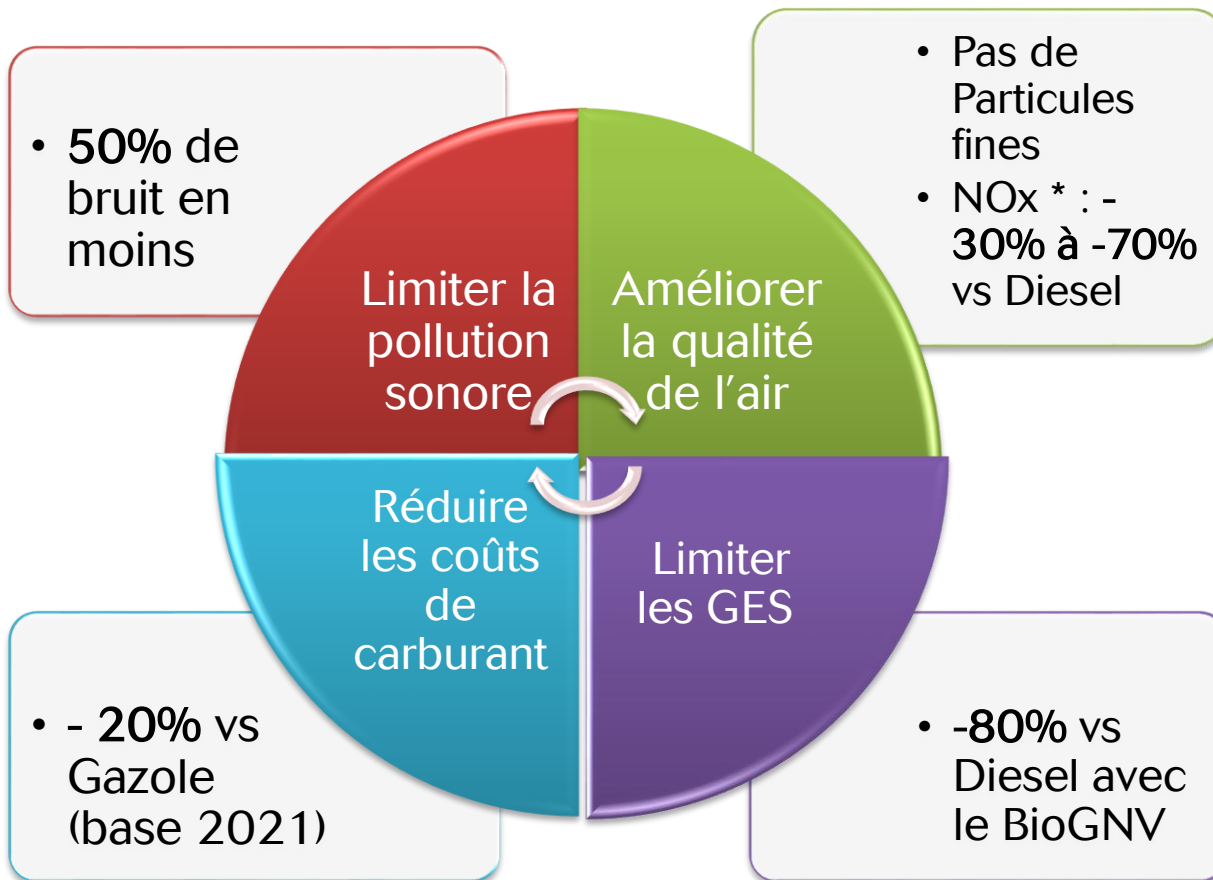 • 50% de
bruit en
moins
• Pas de
Particules
fines
• NOx * : -
30% à -70%
vs Diesel
Limiter la
pollution
sonore
Améliorer
la qualité
de l’air
Réduire
les coûts
de
carburant
Limiter
les GES
• - 20% vs
Gazole
(base 2021)
• -80% vs
Diesel avec
le BioGNV